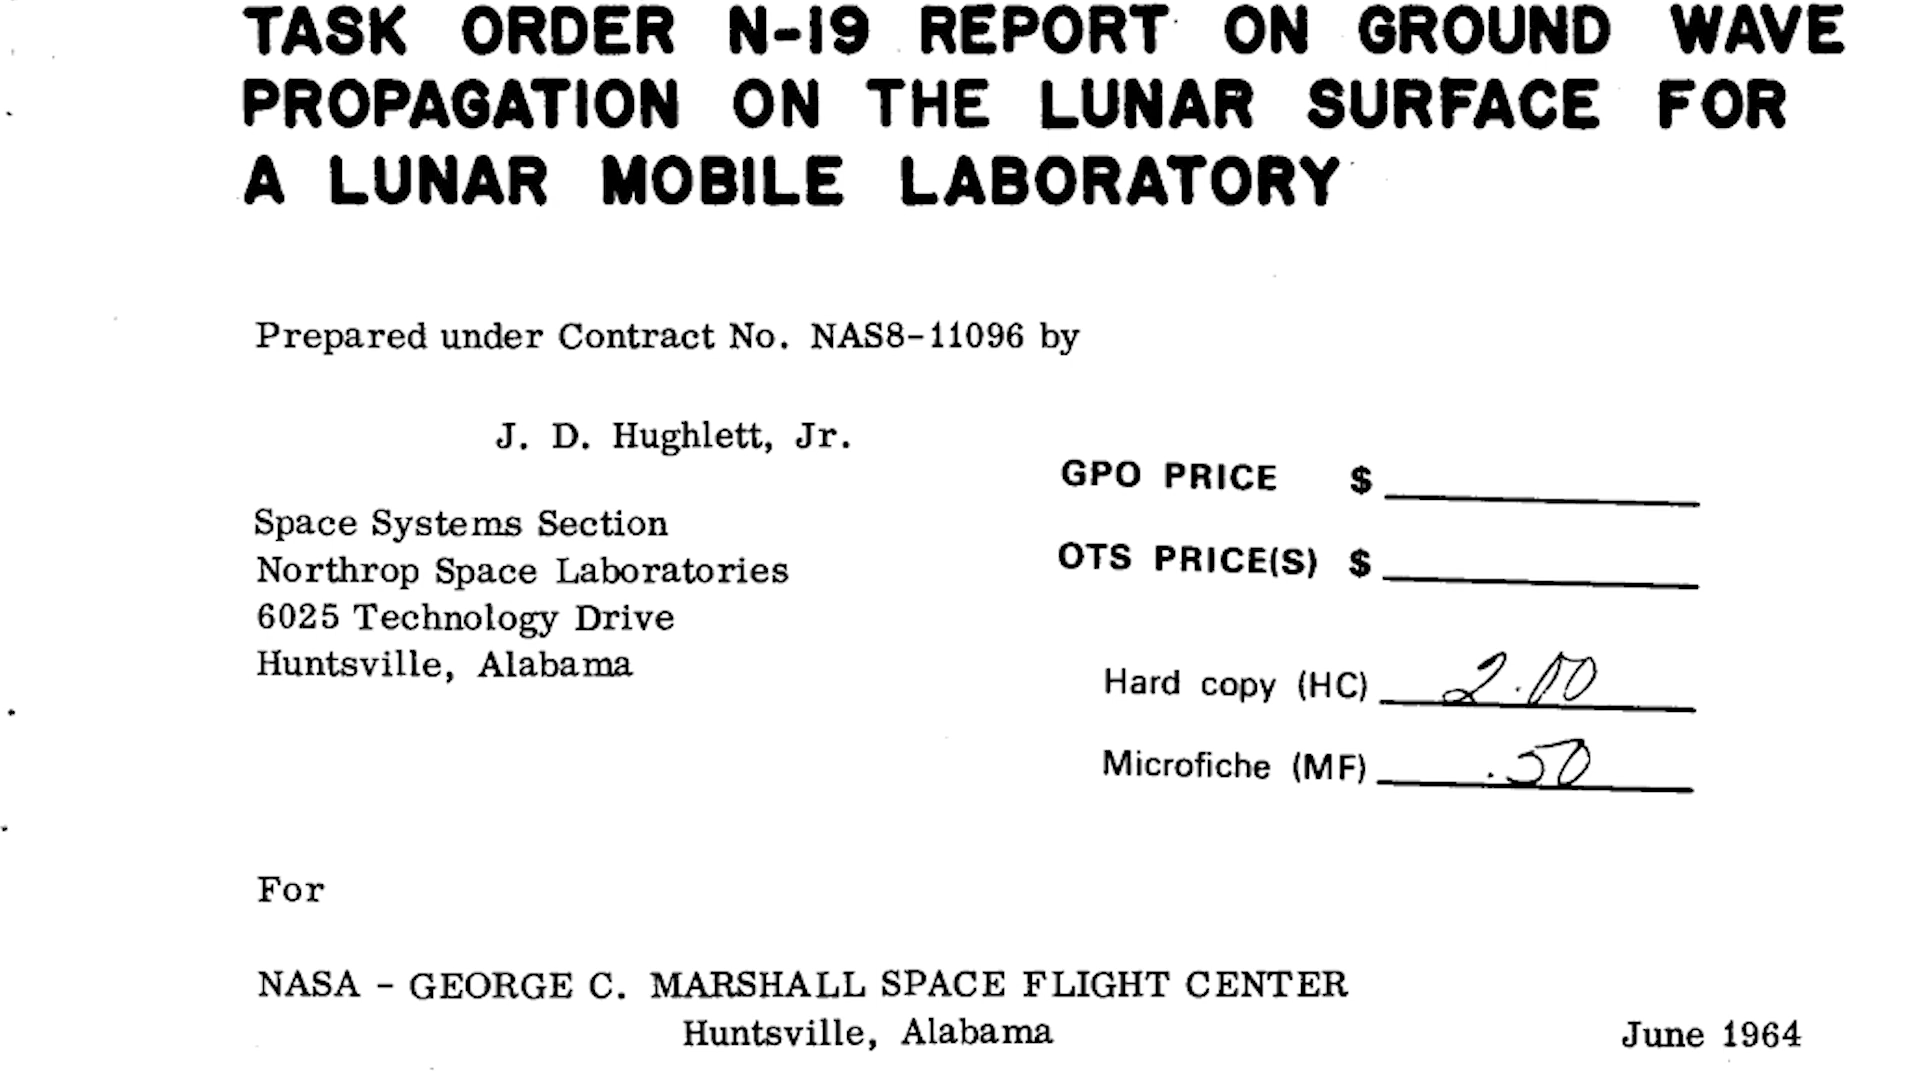 TASK ORDER N-19 REPORT ON GROUND WAVE
PROPAGATION ON THE LUNAR SURFACE FOR
A LUNAR MOBILE LABORATORY
Prepared under Contract No. NAS8-11096 by
J. D. Hughlett, Jr.
Space Systems Section
Northrop Space Laboratories
6025 Technology Drive
Huntsville, Alabama
GPO PRICE $
OTS PRICE(S) $
Hard copy (HC) 2.00
Microfiche (MF) .50
For
NASA - GEORGE C. MARSHALL SPACE FLIGHT CENTER
Huntsville, Alabama
June 1964